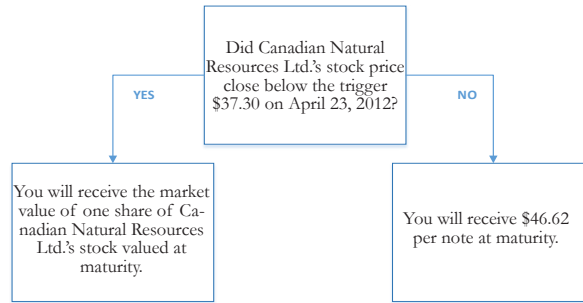 Did Canadian Natural
Resources Ltd.'s stock price
close below the trigger
$37.30 on April 23, 2012?
YES
NO
You will receive the market
value of one share of Ca-
nadian Natural Resources
Ltd.'s stock valued at
maturity.
You will receive $46.62
per note at maturity.